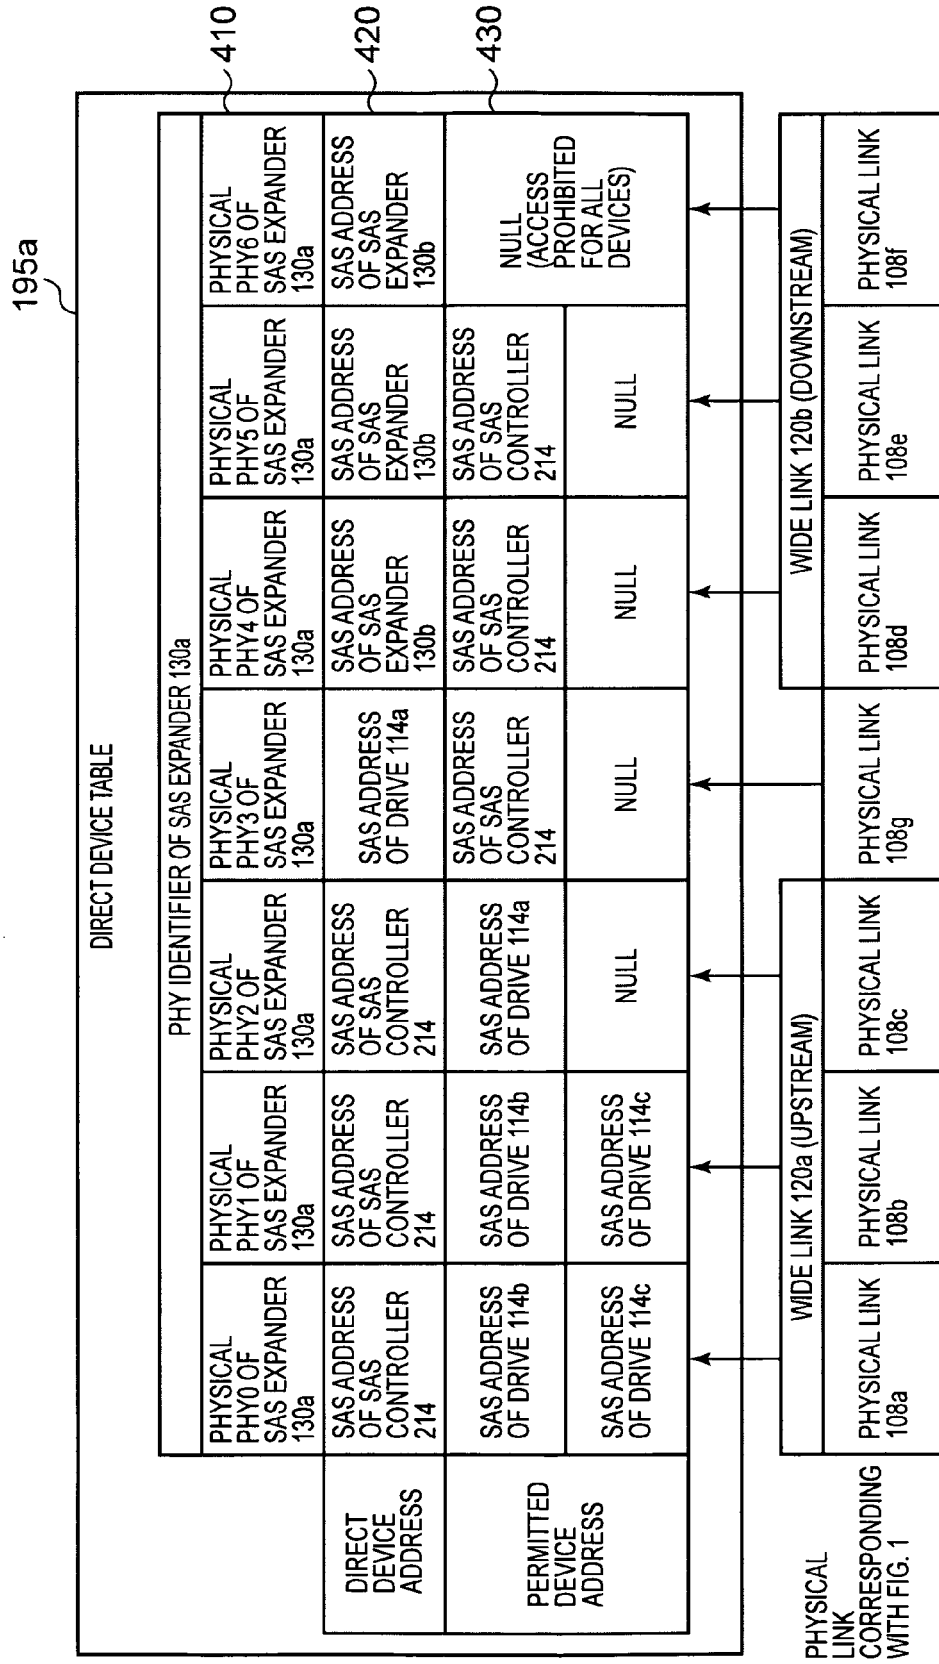 195a
DIRECT DEVICE TABLE
PHY IDENTIFIER OF SAS EXPANDER 130a
410
PHYSICAL
PHY0 OF
SAS EXPANDER
130a
PHYSICAL
PHY1 OF
SAS EXPANDER
130a
PHYSICAL
PHY2 OF
SAS EXPANDER
130a
PHYSICAL
PHY3 OF
SAS EXPANDER
130a
PHYSICAL
PHY4 OF
SAS EXPANDER
130a
PHYSICAL
PHY5 OF
SAS EXPANDER
130a
PHYSICAL
PHY6 OF
SAS EXPANDER
130a
420
DIRECT
DEVICE
ADDRESS
SAS ADDRESS
OF SAS
CONTROLLER
214
SAS ADDRESS
OF SAS
CONTROLLER
214
SAS ADDRESS
OF SAS
CONTROLLER
214
SAS ADDRESS
OF DRIVE 114a
SAS ADDRESS
OF SAS
EXPANDER
130b
SAS ADDRESS
OF SAS
EXPANDER
130b
SAS ADDRESS
OF SAS
EXPANDER
130b
430
PERMITTED
DEVICE
ADDRESS
SAS ADDRESS
OF DRIVE 114b
SAS ADDRESS
OF DRIVE 114b
SAS ADDRESS
OF DRIVE 114a
SAS ADDRESS
OF SAS
CONTROLLER
214
SAS ADDRESS
OF SAS
CONTROLLER
214
SAS ADDRESS
OF SAS
CONTROLLER
214
NULL
(ACCESS
PROHIBITED
FOR ALL
DEVICES)
SAS ADDRESS
OF DRIVE 114c
SAS ADDRESS
OF DRIVE 114c
NULL
NULL
NULL
NULL
PHYSICAL
LINK
CORRESPONDING
WITH FIG. 1
WIDE LINK 120a (UPSTREAM)
WIDE LINK 120b (DOWNSTREAM)
PHYSICAL LINK
108a
PHYSICAL LINK
108b
PHYSICAL LINK
108c
PHYSICAL LINK
108g
PHYSICAL LINK
108d
PHYSICAL LINK
108e
PHYSICAL LINK
108f